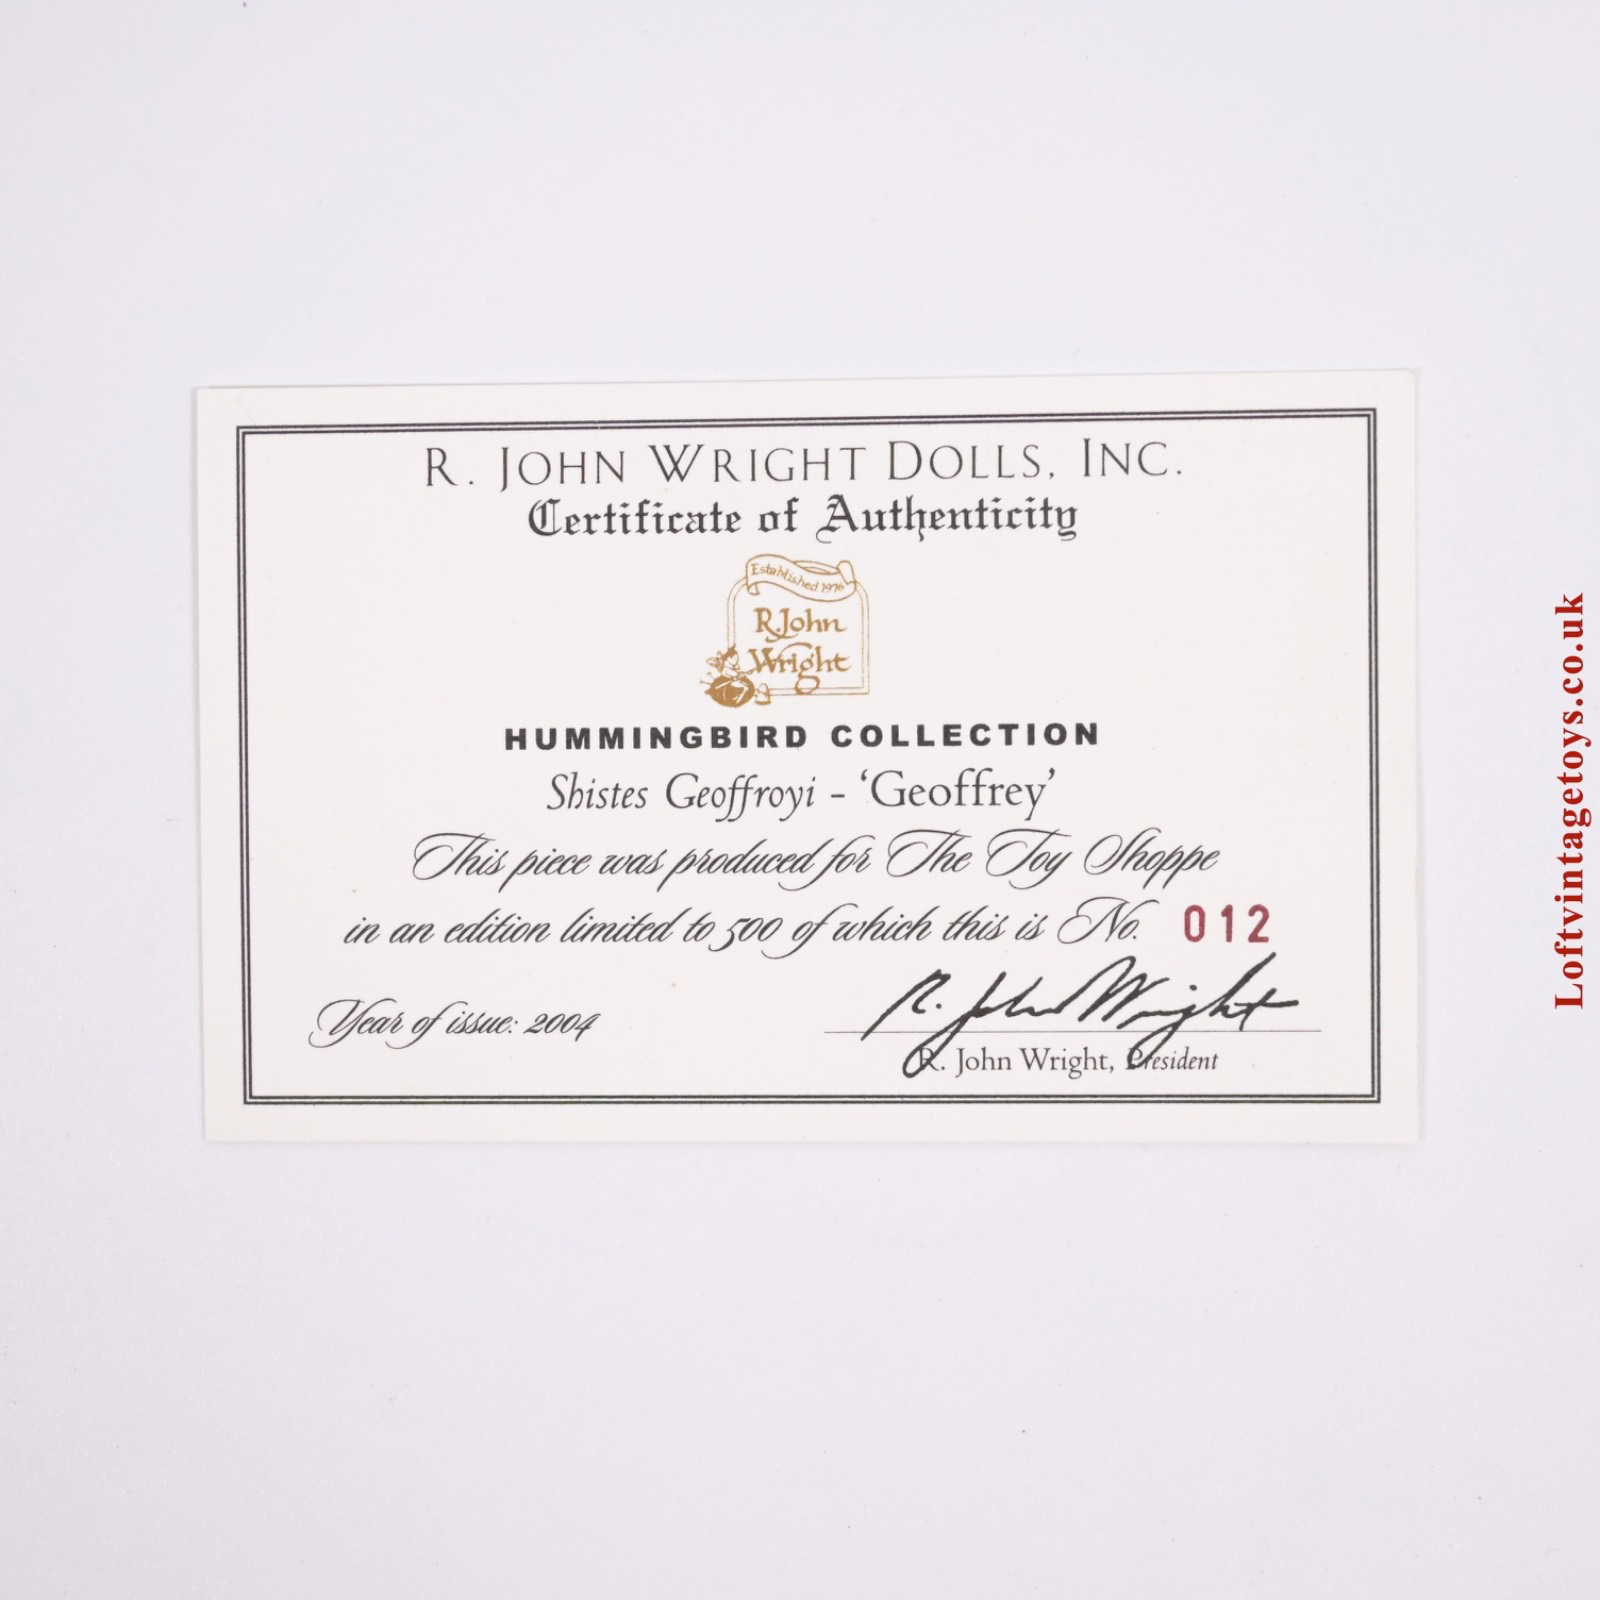 R. JOHN WRIGHT DOLLS, INC.
Certificate of Authenticity
Established 1976
R. John
Wright
HUMMINGBIRD COLLECTION
Shistes Geoffroyi - ‘Geoffrey’
This piece was produced for The Toy Shoppe
in an edition limited to 500 of which this is No. 012
Year of issue: 2004
R. John Wright
R. John Wright, President
Loftvintagetoys.co.uk